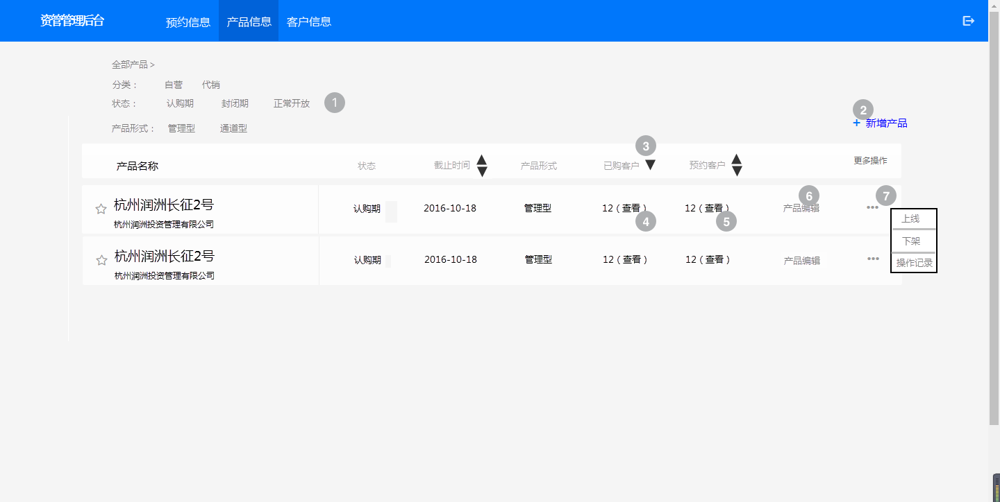 资管管理后台 预约信息 产品信息 客户信息
全部产品 >
分类： 自营 代销
状态： 认购期 封闭期 正常开放 1
2
产品形式： 管理型 通道型
+ 新增产品
3
产品名称 状态 截止时间 产品形式 已购客户 预约客户 更多操作
6 7
杭州润洲长征2号 认购期 2016-10-18 管理型 12（查看） 12（查看） 产品编辑 •••
杭州润洲投资管理有限公司
4 5
上线
下架
操作记录
杭州润洲长征2号 认购期 2016-10-18 管理型 12（查看） 12（查看） 产品编辑 •••
杭州润洲投资管理有限公司